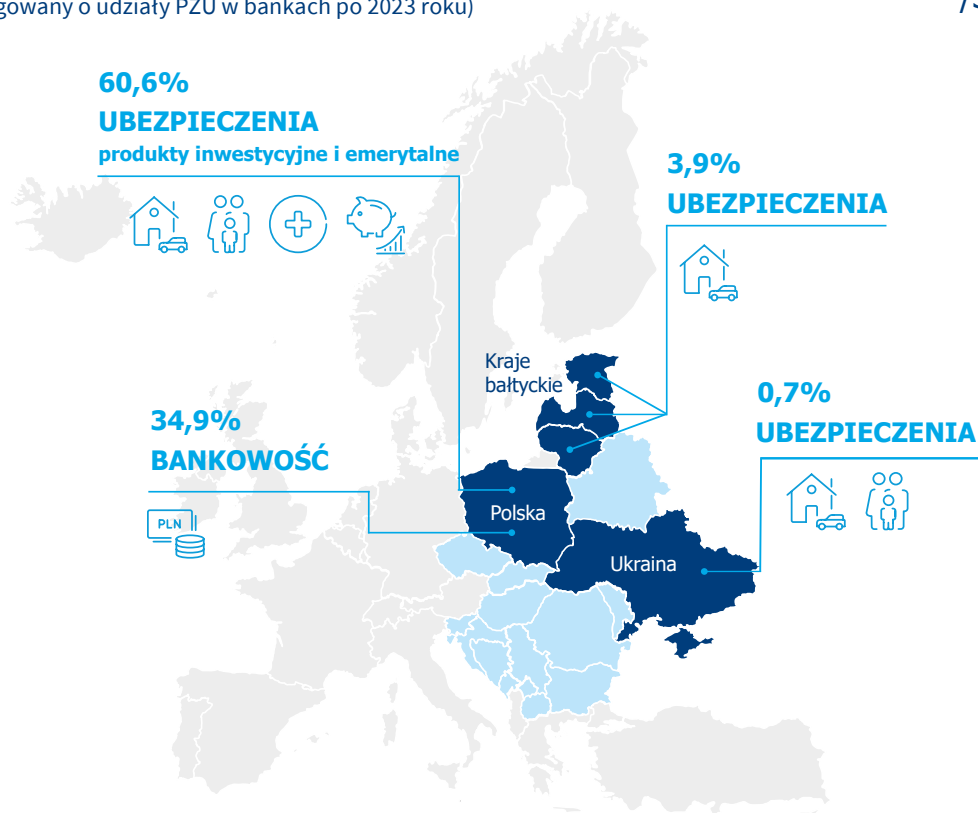 o udziały PZU w bankach po 2023 roku)
60,6%
UBEZPIECZENIA
produkty inwestycyjne i emerytalne
3,9%
UBEZPIECZENIA
Kraje
bałtyckie
0,7%
UBEZPIECZENIA
34,9%
BANKOWOŚĆ
PLN
Polska
Ukraina